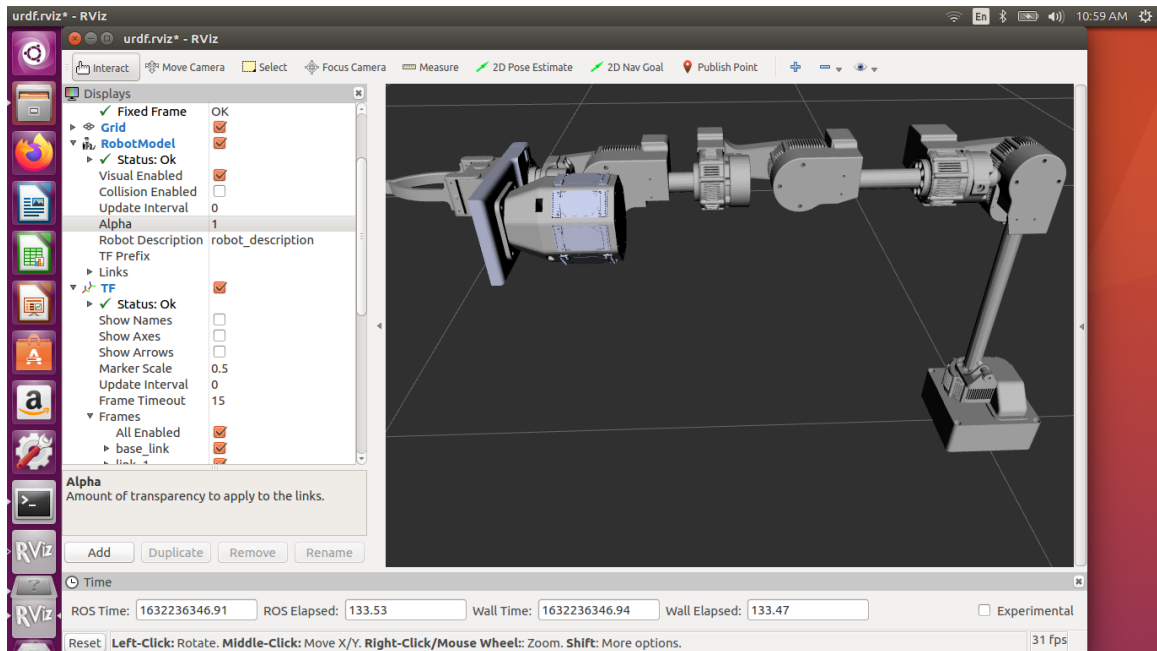 urdf.rviz* - RViz
En
10:59 AM
urdf.rviz* - RViz
Interact
Move Camera
Select
Focus Camera
Measure
2D Pose Estimate
2D Nav Goal
Publish Point
Displays
Fixed Frame OK
Grid
RobotModel
Status: Ok
Visual Enabled
Collision Enabled
Update Interval 0
Alpha 1
Robot Description robot_description
TF Prefix
Links
TF
Status: Ok
Show Names
Show Axes
Show Arrows
Marker Scale 0.5
Update Interval 0
Frame Timeout 15
Frames
All Enabled
base_link
link_1
Alpha
Amount of transparency to apply to the links.
Add Duplicate Remove Rename
Time
ROS Time: 1632236346.91 ROS Elapsed: 133.53 Wall Time: 1632236346.94 Wall Elapsed: 133.47 Experimental
Reset Left-Click: Rotate. Middle-Click: Move X/Y. Right-Click/Mouse Wheel:: Zoom. Shift: More options. 31 fps
A
a
>_
RViz
?
RViz